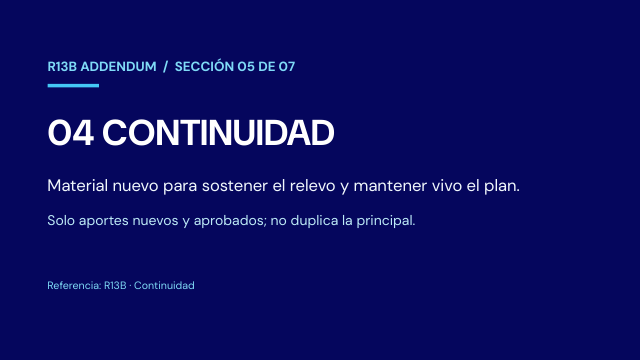 R13B ADDENDUM / SECCIÓN 05 DE 07
04 CONTINUIDAD
Material nuevo para sostener el relevo y mantener vivo el plan.
Solo aportes nuevos y aprobados; no duplica la principal.
Referencia: R13B · Continuidad